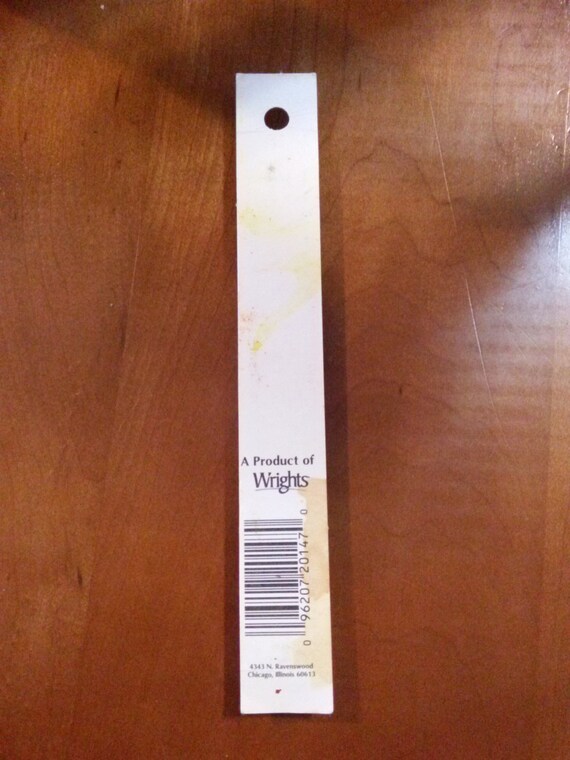 A Product of
Wrights
0 96207 20147 0
4343 N. Ravenswood
Chicago, Illinois 60613